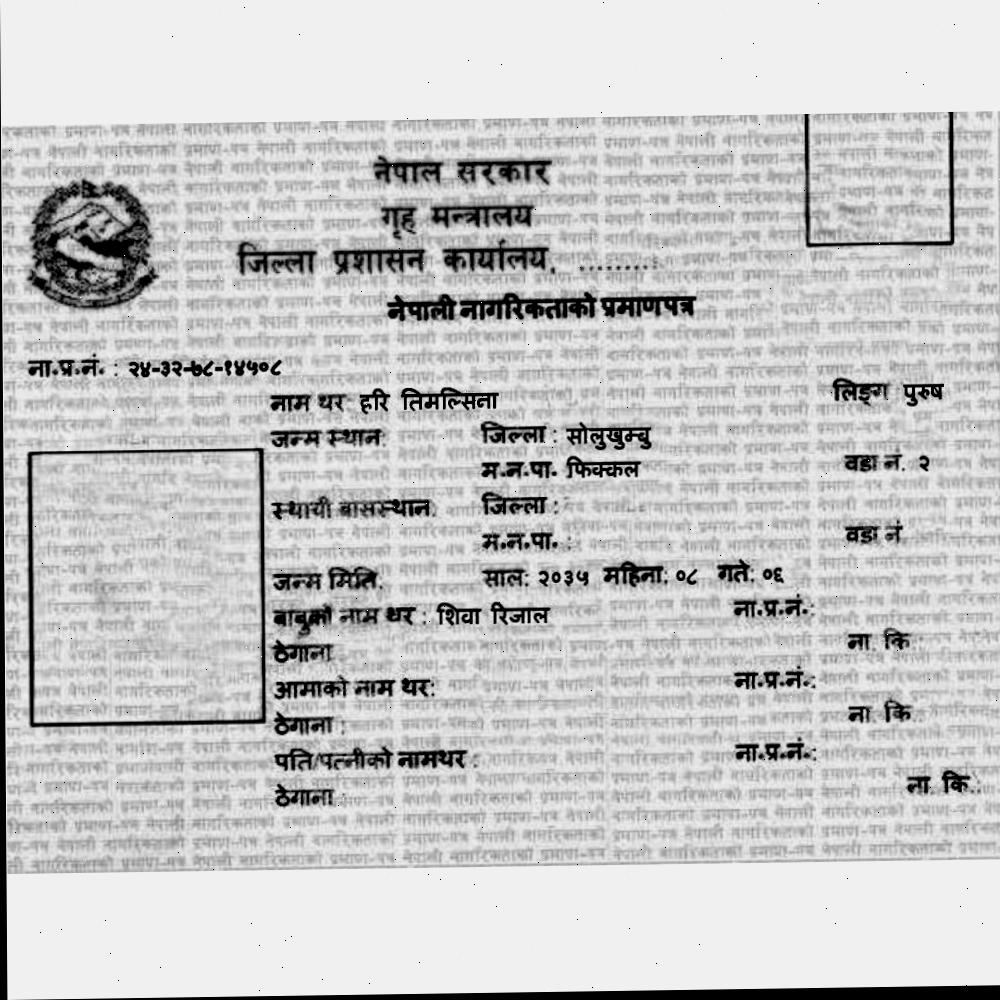 नेपाल सरकार
गृह मन्त्रालय
जिल्ला प्रशासन कार्यालय, .........
नेपाली नागरिकताको प्रमाणपत्र
ना.प्र.नं. : २४-३२-७८-१४५०८
नाम थर: हरि तिमल्सिना लिङ्ग पुरुष
जन्म स्थान: जिल्ला : सोलुखुम्बु
म.न.पा. फिक्कल वडा नं. २
स्थायी बासस्थान: जिल्ला :
म.न.पा. : वडा नं
जन्म मिति: साल: २०३५ महिना: ०८ गते: ०६
बाबुको नाम थर : शिवा रिजाल ना.प्र.नं.:
ठेगाना : ना. कि.:
आमाको नाम थर: ना.प्र.नं.:
ठेगाना : ना. कि.:
पति/पत्नीको नामथर : ना.प्र.नं.:
ठेगाना : ना. कि.: